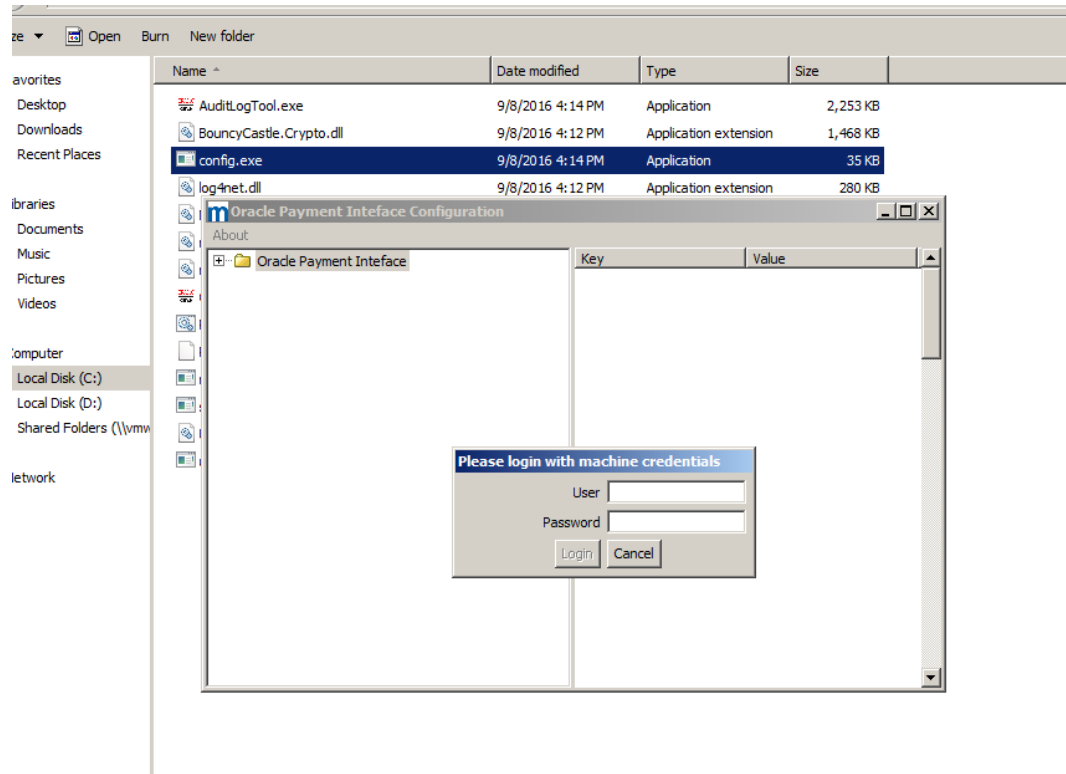 Open Burn New folder
Name Date modified Type Size
avorites
Desktop
Downloads
Recent Places
ibraries
Documents
Music
Pictures
Videos
Computer
Local Disk (C:)
Local Disk (D:)
Shared Folders (\\vmw
letwork
AuditLogTool.exe 9/8/2016 4:14 PM Application 2,253 KB
BouncyCastle.Crypto.dll 9/8/2016 4:12 PM Application extension 1,468 KB
config.exe 9/8/2016 4:14 PM Application 35 KB
log4net.dll 9/8/2016 4:12 PM Application extension 280 KB
Oracle Payment Inteface Configuration
About
Oracle Payment Inteface
Key Value
Please login with machine credentials
User
Password
Login Cancel